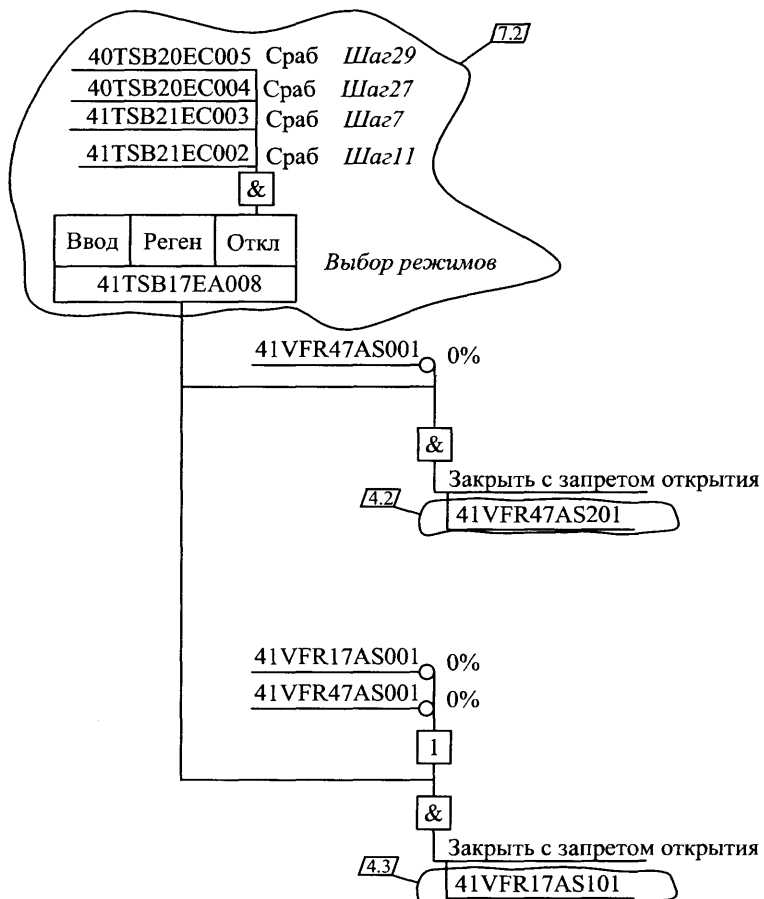 7.2
40TSB20EC005 Сраб Шаг29
40TSB20EC004 Сраб Шаг27
41TSB21EC003 Сраб Шаг7
41TSB21EC002 Сраб Шаг11
&
Ввод Реген Откл
Выбор режимов
41TSB17EA008
41VFR47AS001 0%
&
Закрыть с запретом открытия
4.2
41VFR47AS201
41VFR17AS001 0%
41VFR47AS001 0%
1
&
Закрыть с запретом открытия
4.3
41VFR17AS101